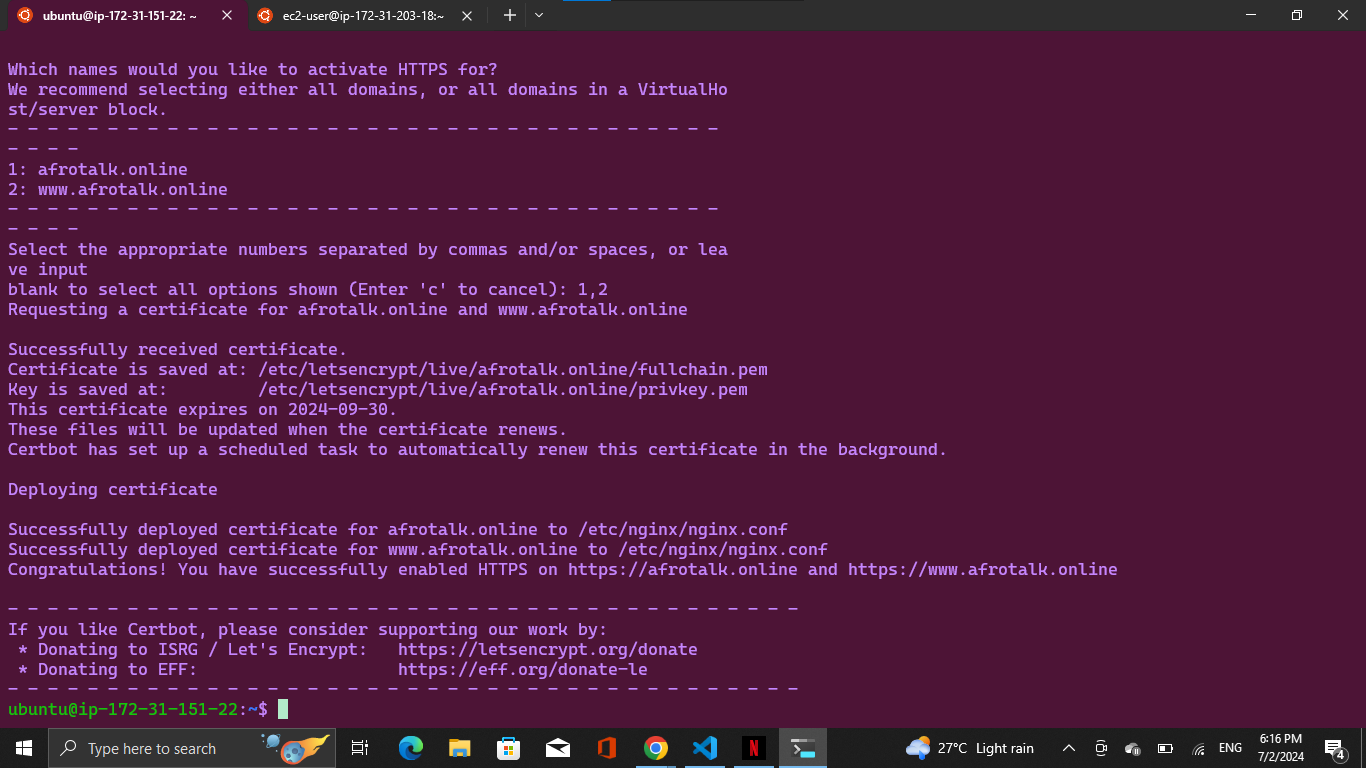 ubuntu@ip-172-31-151-22: ~
ec2-user@ip-172-31-203-18:~
Which names would you like to activate HTTPS for?
We recommend selecting either all domains, or all domains in a VirtualHo
st/server block.
- - - - - - - - - - - - - - - - - - - - - - - - - - - - - - - - - - - -
- - - -
1: afrotalk.online
2: www.afrotalk.online
- - - - - - - - - - - - - - - - - - - - - - - - - - - - - - - - - - - -
- - - -
Select the appropriate numbers separated by commas and/or spaces, or lea
ve input
blank to select all options shown (Enter 'c' to cancel): 1,2
Requesting a certificate for afrotalk.online and www.afrotalk.online
Successfully received certificate.
Certificate is saved at: /etc/letsencrypt/live/afrotalk.online/fullchain.pem
Key is saved at:         /etc/letsencrypt/live/afrotalk.online/privkey.pem
This certificate expires on 2024-09-30.
These files will be updated when the certificate renews.
Certbot has set up a scheduled task to automatically renew this certificate in the background.
Deploying certificate
Successfully deployed certificate for afrotalk.online to /etc/nginx/nginx.conf
Successfully deployed certificate for www.afrotalk.online to /etc/nginx/nginx.conf
Congratulations! You have successfully enabled HTTPS on https://afrotalk.online and https://www.afrotalk.online
- - - - - - - - - - - - - - - - - - - - - - - - - - - - - - - - - - - - - - - -
If you like Certbot, please consider supporting our work by:
 * Donating to ISRG / Let's Encrypt:   https://letsencrypt.org/donate
 * Donating to EFF:                    https://eff.org/donate-le
- - - - - - - - - - - - - - - - - - - - - - - - - - - - - - - - - - - - - - - -
ubuntu@ip-172-31-151-22:~$
Type here to search
N
27°C Light rain
ENG
6:16 PM
7/2/2024
4